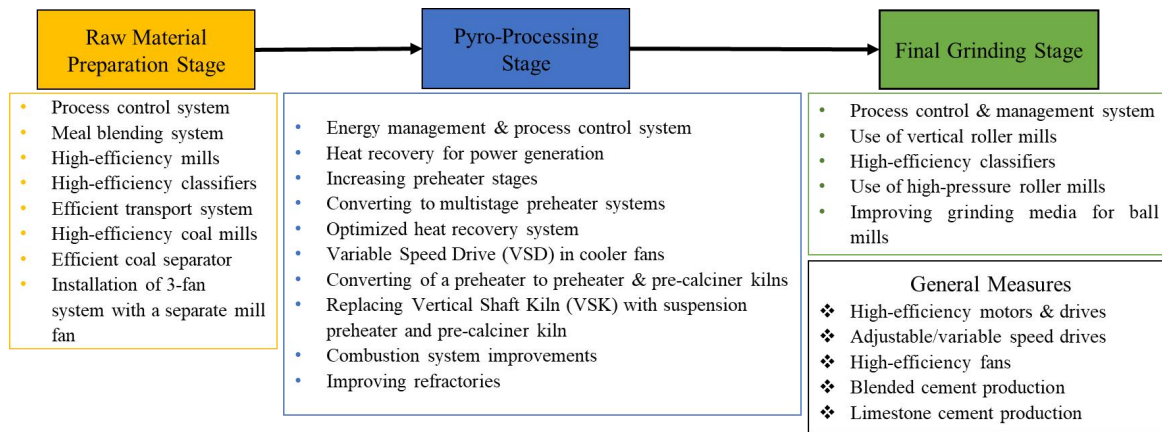 Raw Material
Preparation Stage
Pyro-Processing
Stage
Final Grinding Stage
• Process control system
• Meal blending system
• High-efficiency mills
• High-efficiency classifiers
• Efficient transport system
• High-efficiency coal mills
• Efficient coal separator
• Installation of 3-fan
system with a separate mill
fan
• Energy management & process control system
• Heat recovery for power generation
• Increasing preheater stages
• Converting to multistage preheater systems
• Optimized heat recovery system
• Variable Speed Drive (VSD) in cooler fans
• Converting of a preheater to preheater & pre-calciner kilns
• Replacing Vertical Shaft Kiln (VSK) with suspension
preheater and pre-calciner kiln
• Combustion system improvements
• Improving refractories
• Process control & management system
• Use of vertical roller mills
• High-efficiency classifiers
• Use of high-pressure roller mills
• Improving grinding media for ball
mills
General Measures
❖ High-efficiency motors & drives
❖ Adjustable/variable speed drives
❖ High-efficiency fans
❖ Blended cement production
❖ Limestone cement production